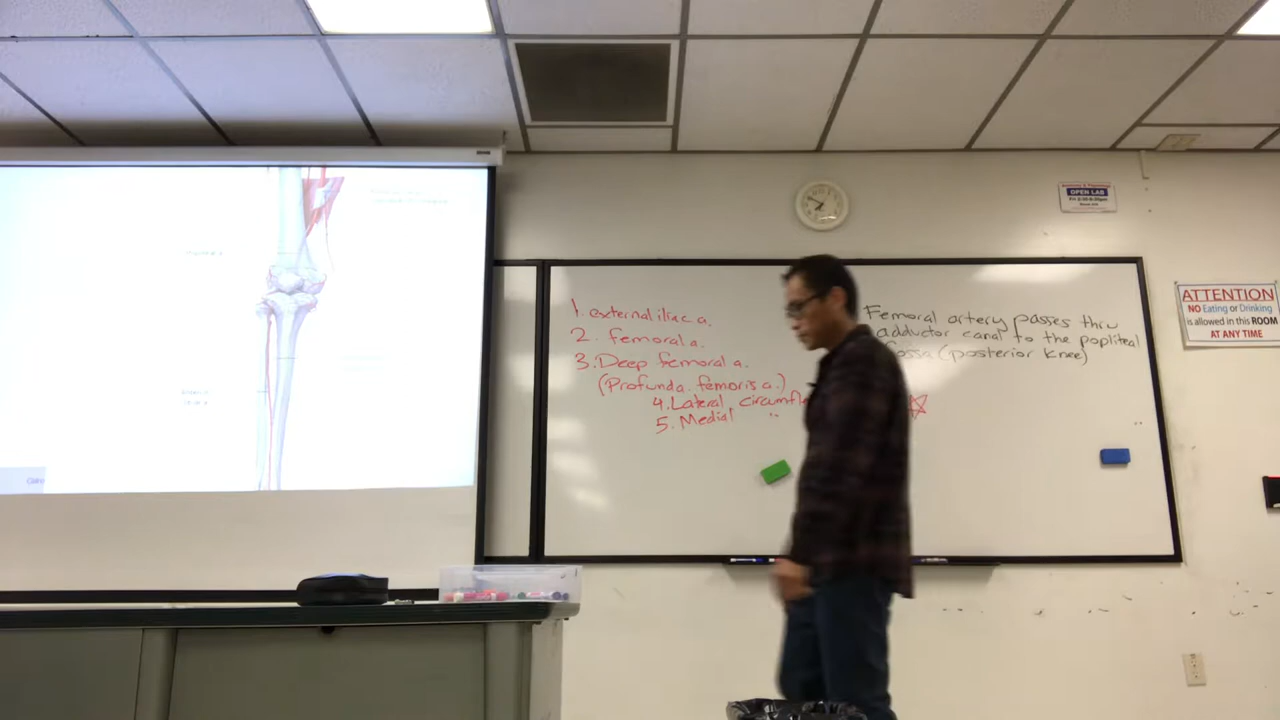 1. external iliac a.
2. femoral a.
3. Deep femoral a.
(Profunda femoris a.)
4. Lateral circumfle
5. Medial "
Femoral artery passes thru
adductor canal to the popliteal
fossa (posterior knee)
OPEN LAB
ATTENTION
NO Eating or Drinking
is allowed in this ROOM
AT ANY TIME